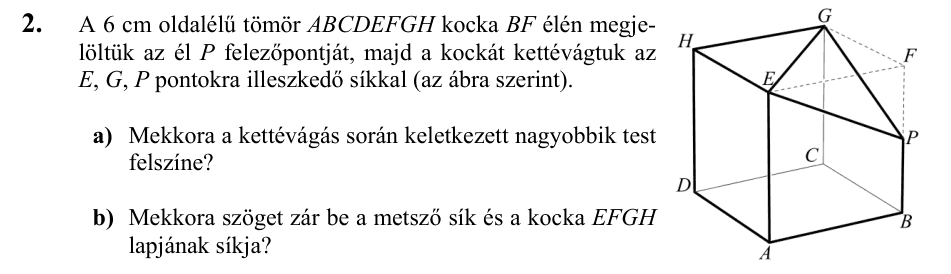 2. A 6 cm oldalélű tömör ABCDEFGH kocka BF élén megje-
löltük az él P felezőpontját, majd a kockát kettévágtuk az
E, G, P pontokra illeszkedő síkkal (az ábra szerint).
a) Mekkora a kettévágás során keletkezett nagyobbik test
felszíne?
b) Mekkora szöget zár be a metsző sík és a kocka EFGH
lapjának síkja?
G
H
F
E
P
C
D
B
A